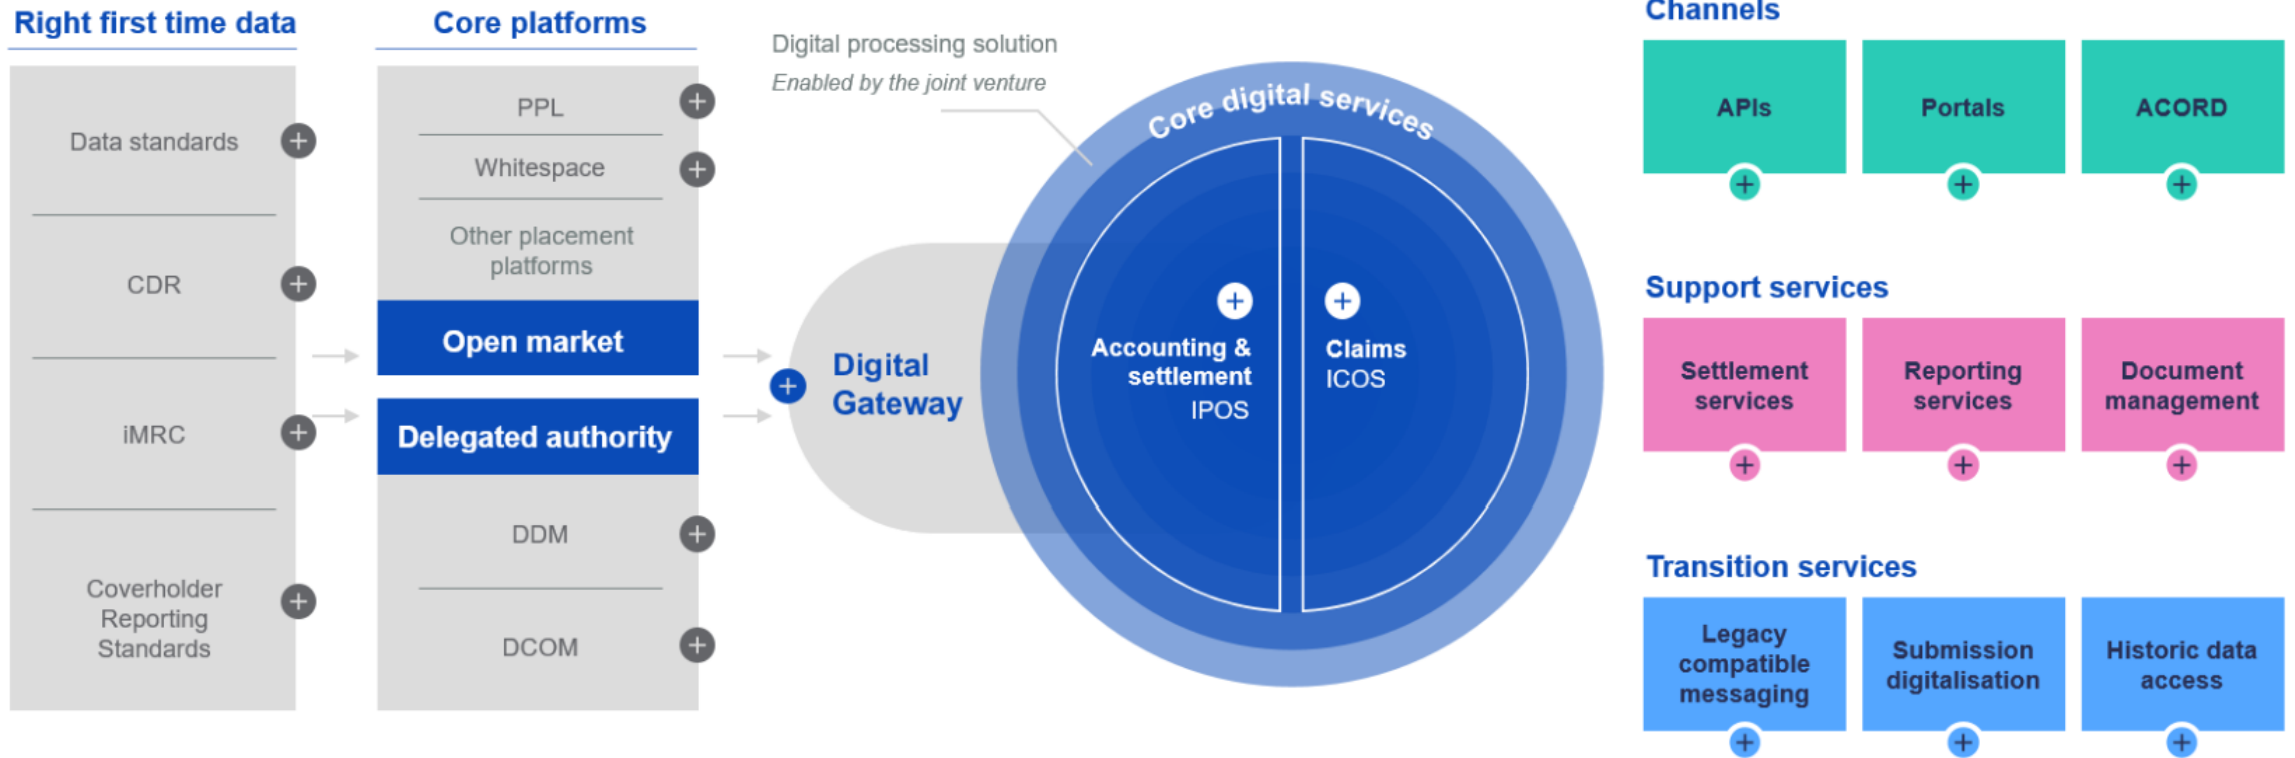 Right first time data
Data standards
CDR
iMRC
Coverholder
Reporting
Standards
Core platforms
PPL
Whitespace
Other placement
platforms
Open market
Delegated authority
DDM
DCOM
Digital processing solution
Enabled by the joint venture
Digital
Gateway
Core digital services
Accounting &
settlement
IPOS
Claims
ICOS
Channels
APIs
Portals
ACORD
Support services
Settlement
services
Reporting
services
Document
management
Transition services
Legacy
compatible
messaging
Submission
digitalisation
Historic data
access